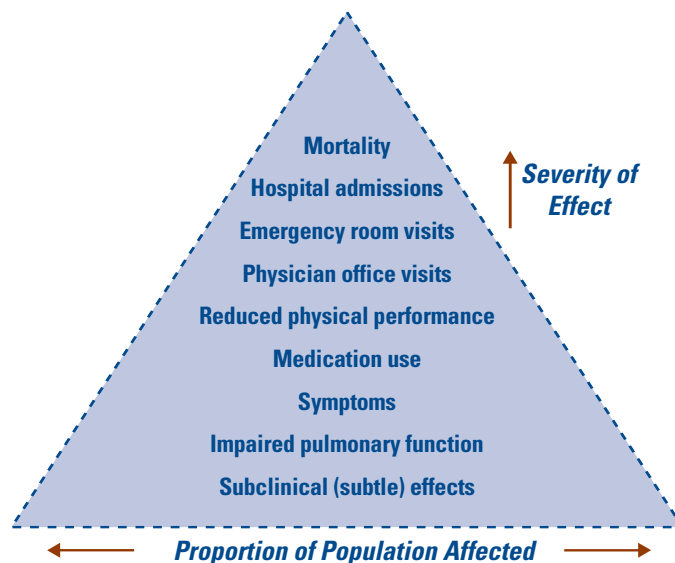 Mortality
Hospital admissions
Severity of
Effect
Emergency room visits
Physician office visits
Reduced physical performance
Medication use
Symptoms
Impaired pulmonary function
Subclinical (subtle) effects
Proportion of Population Affected